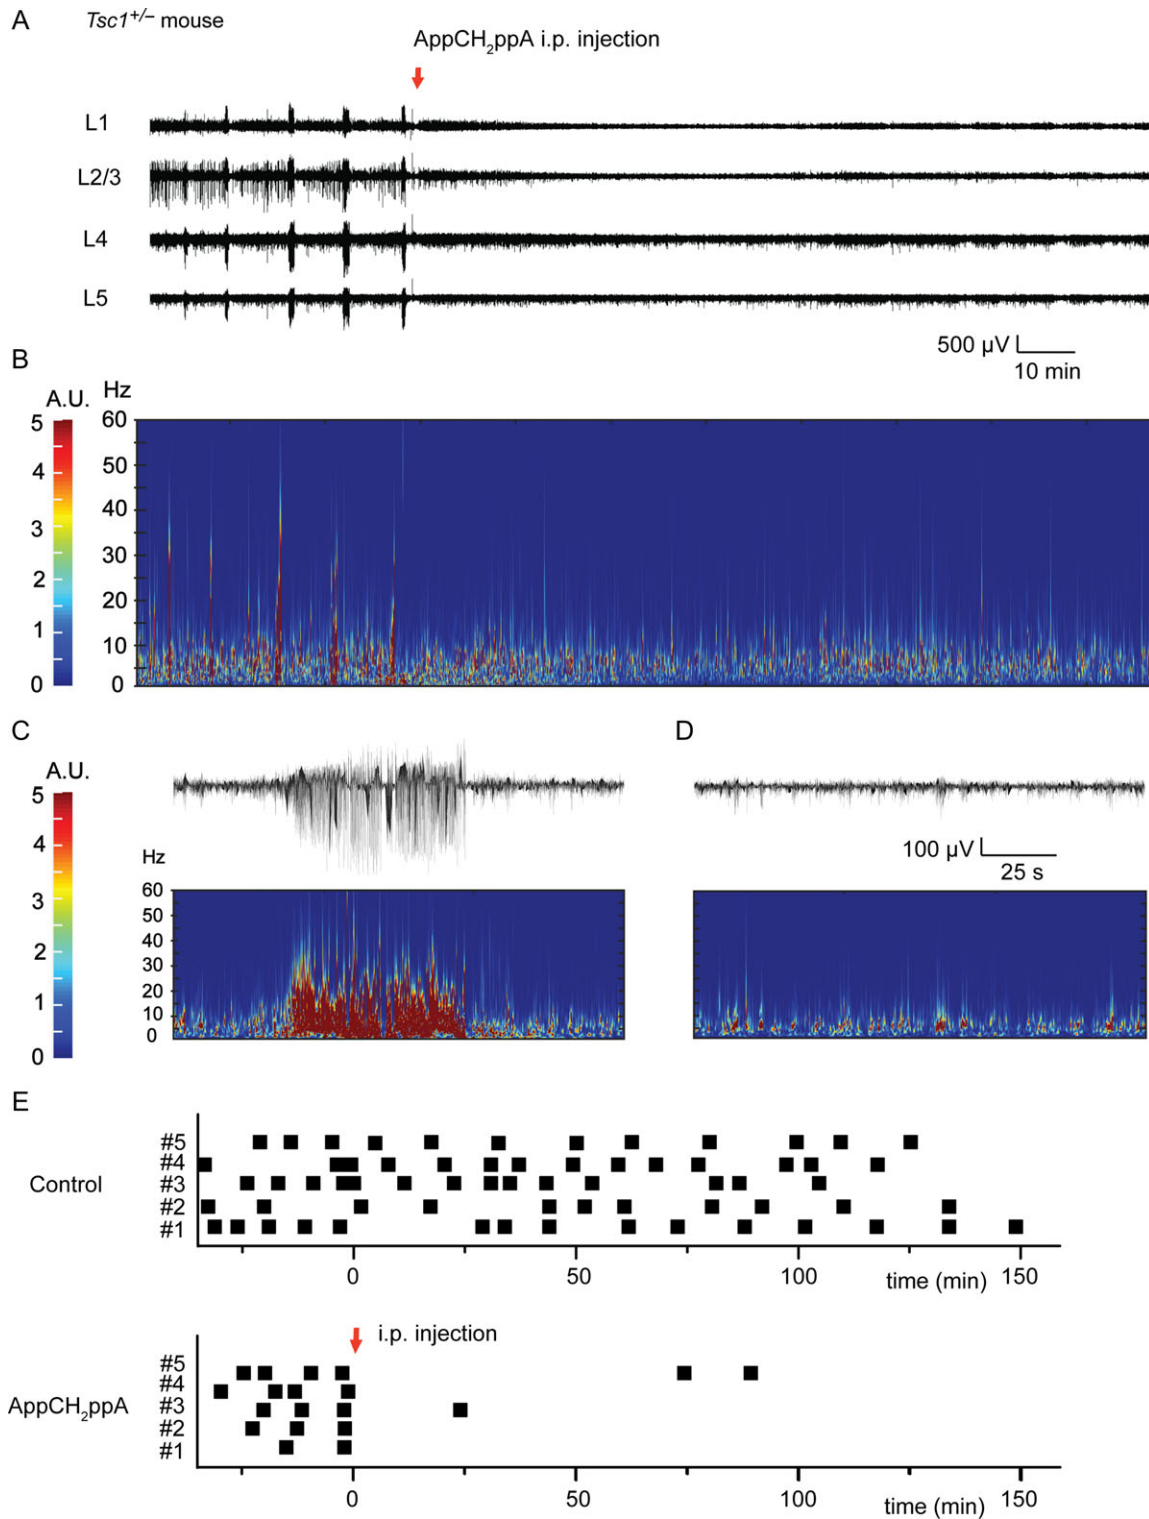 A
Tsc1+/– mouse
AppCH2ppA i.p. injection
L1
L2/3
L4
L5
500 µV
10 min
B
A.U.
Hz
5
4
3
2
1
0
60
50
40
30
20
10
0
C
D
A.U.
5
4
3
2
1
0
Hz
60
50
40
30
20
10
0
100 µV
25 s
E
Control
#5
#4
#3
#2
#1
0
50
100
150
time (min)
i.p. injection
AppCH2ppA
#5
#4
#3
#2
#1
0
50
100
150
time (min)